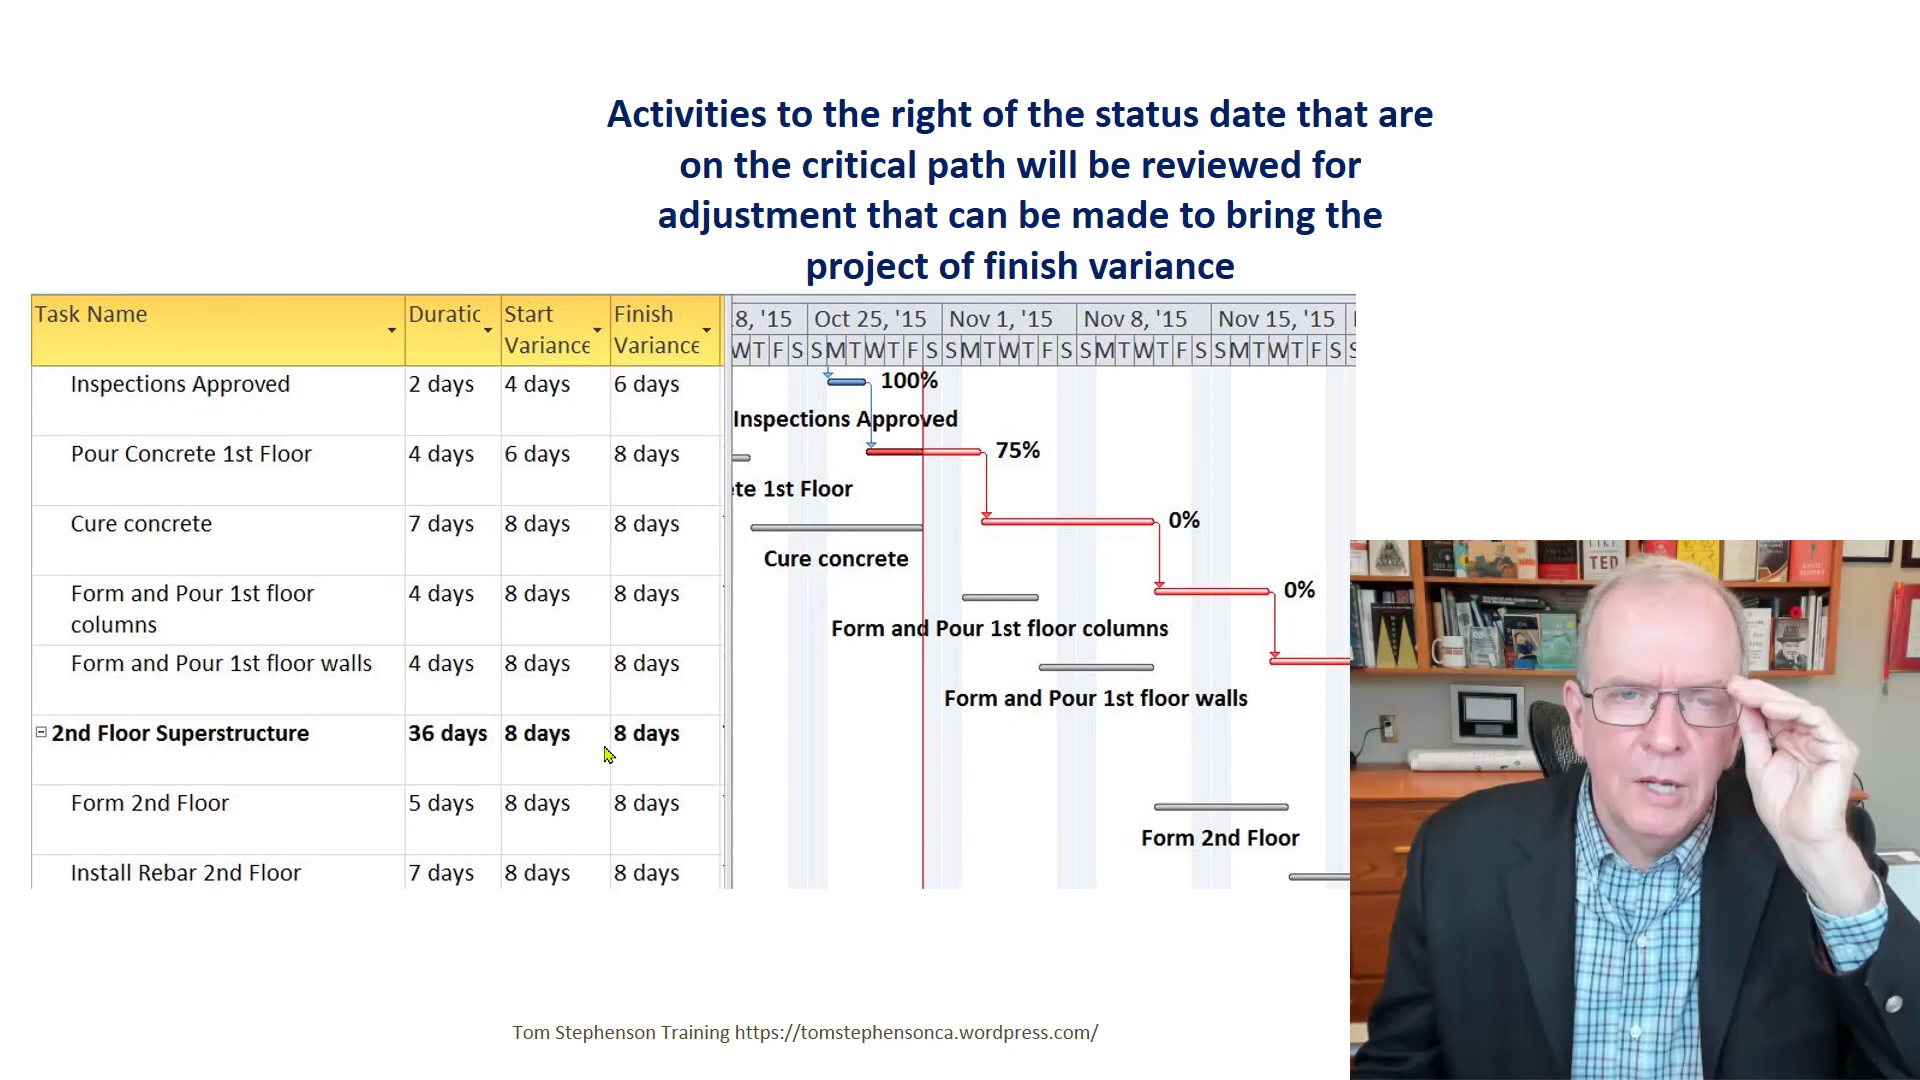 Activities to the right of the status date that are
on the critical path will be reviewed for
adjustment that can be made to bring the
project of finish variance
Task Name
Duratic
Start
Variance
Finish
Variance
8, '15
Oct 25, '15
Nov 1, '15
Nov 8, '15
Nov 15, '15
W T F S S M T W T F S S M T W T F S S M T W T F S S M T W T F S S
Inspections Approved 2 days 4 days 6 days
Pour Concrete 1st Floor 4 days 6 days 8 days
Cure concrete 7 days 8 days 8 days
Form and Pour 1st floor
columns
4 days 8 days 8 days
Form and Pour 1st floor walls 4 days 8 days 8 days
2nd Floor Superstructure 36 days 8 days 8 days
Form 2nd Floor 5 days 8 days 8 days
Install Rebar 2nd Floor 7 days 8 days 8 days
100%
Inspections Approved
75%
te 1st Floor
0%
Cure concrete
0%
Form and Pour 1st floor columns
Form and Pour 1st floor walls
Form 2nd Floor
LIKE
TED
Tom Stephenson Training https://tomstephensonca.wordpress.com/